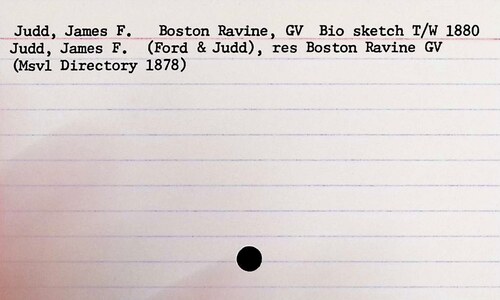 Judd, James F. Boston Ravine, GV Bio sketch T/W 1880
Judd, James F. (Ford & Judd), res Boston Ravine GV
(Msvl Directory 1878)